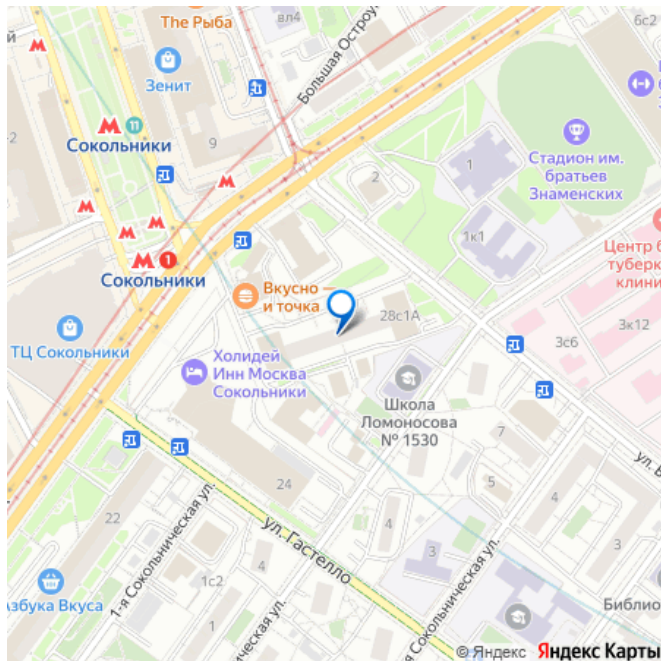 вл4
6с2
The Рыба
Большая Остроу
Зенит
9
М 11
Сокольники
2
1
Стадион им.
братьев
Знаменских
1к1
Центр б
туберк
клини
М 1
Сокольники
Вкусно —
и точка
28с1А
3к12
3с6
ТЦ Сокольники
Холидей
Инн Москва
Сокольники
Школа
Ломоносова
№ 1530
7
ул. В
24
5
4
22
1-я Сокольническая ул.
ул. Гастелло
4
3
4
1с2
Азбука Вкуса
ническая ул.
я Сокольническая ул.
Библио
© Яндекс Яндекс Карты